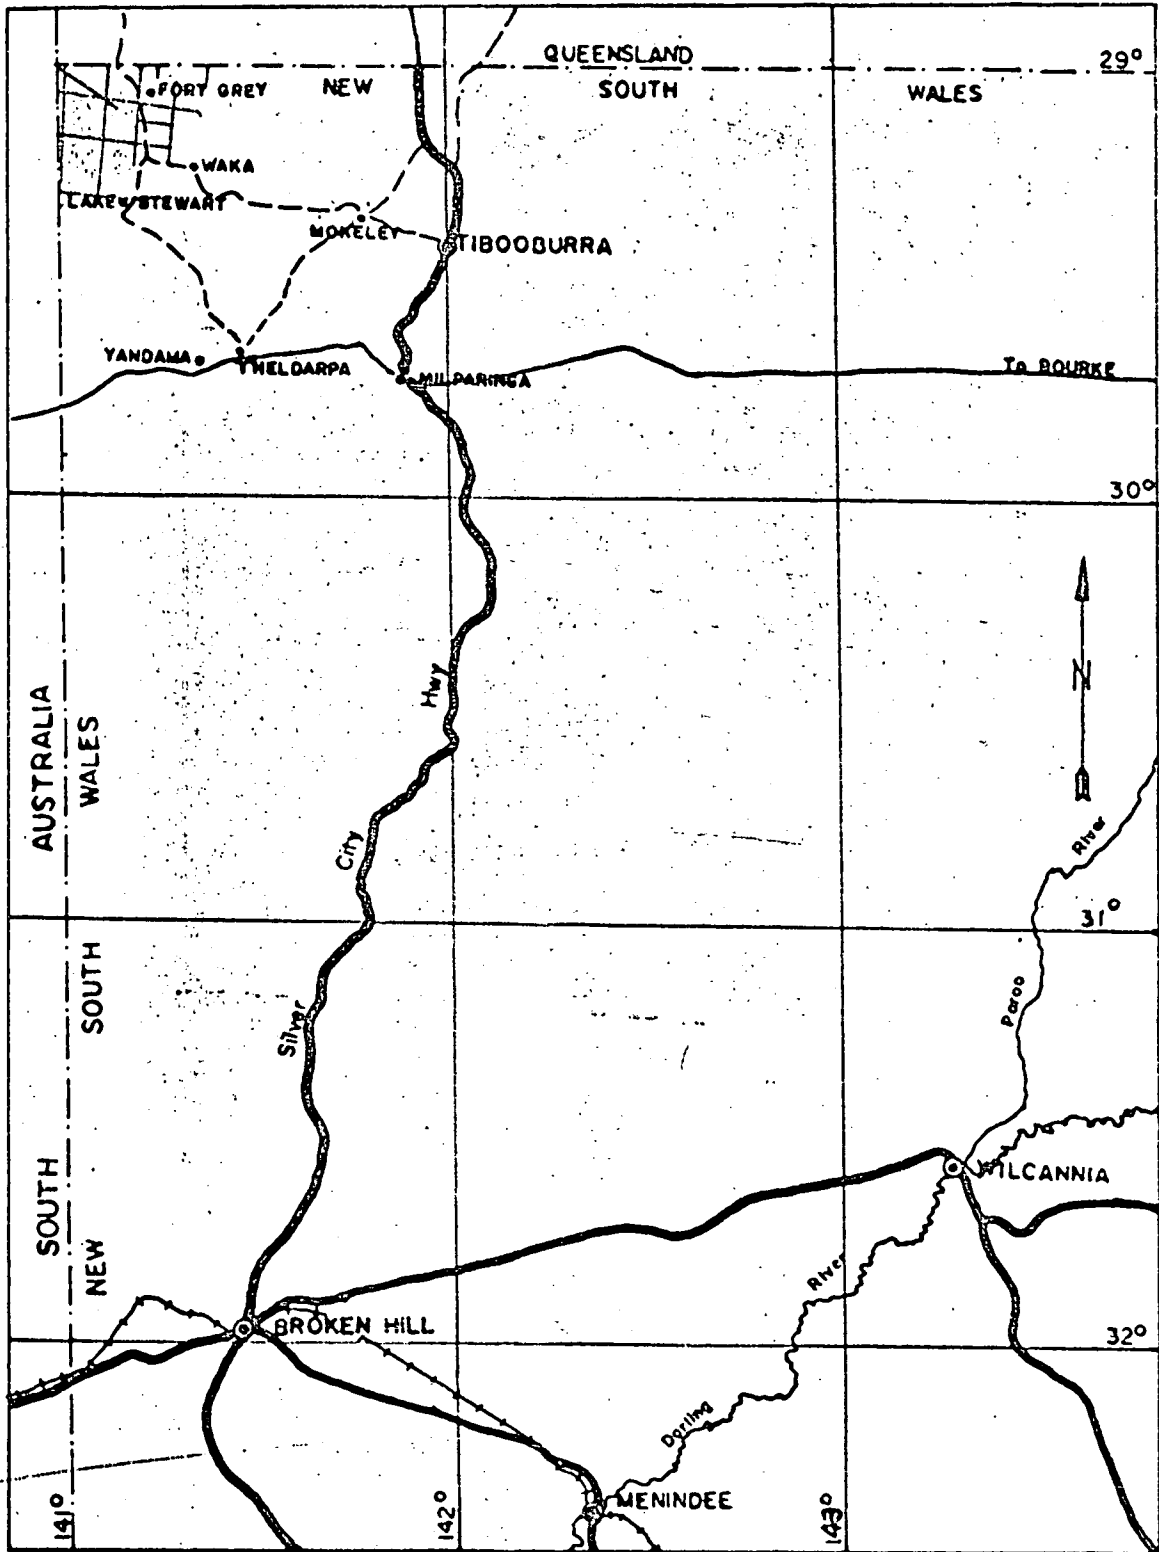 QUEENSLAND
29°
FORT GREY
NEW SOUTH WALES
WAKA
LAKE STEWART
MOKELEY
TIBOOBURRA
YANDAMA
THELDARPA
MILPARINGA
To BOURKE
30°
N
Hwy
AUSTRALIA
WALES
City
River
31°
SOUTH
Silver
Paroo
WILCANNIA
SOUTH
NEW
River
BROKEN HILL
32°
Darling
MENINDEE
141°
142°
143°